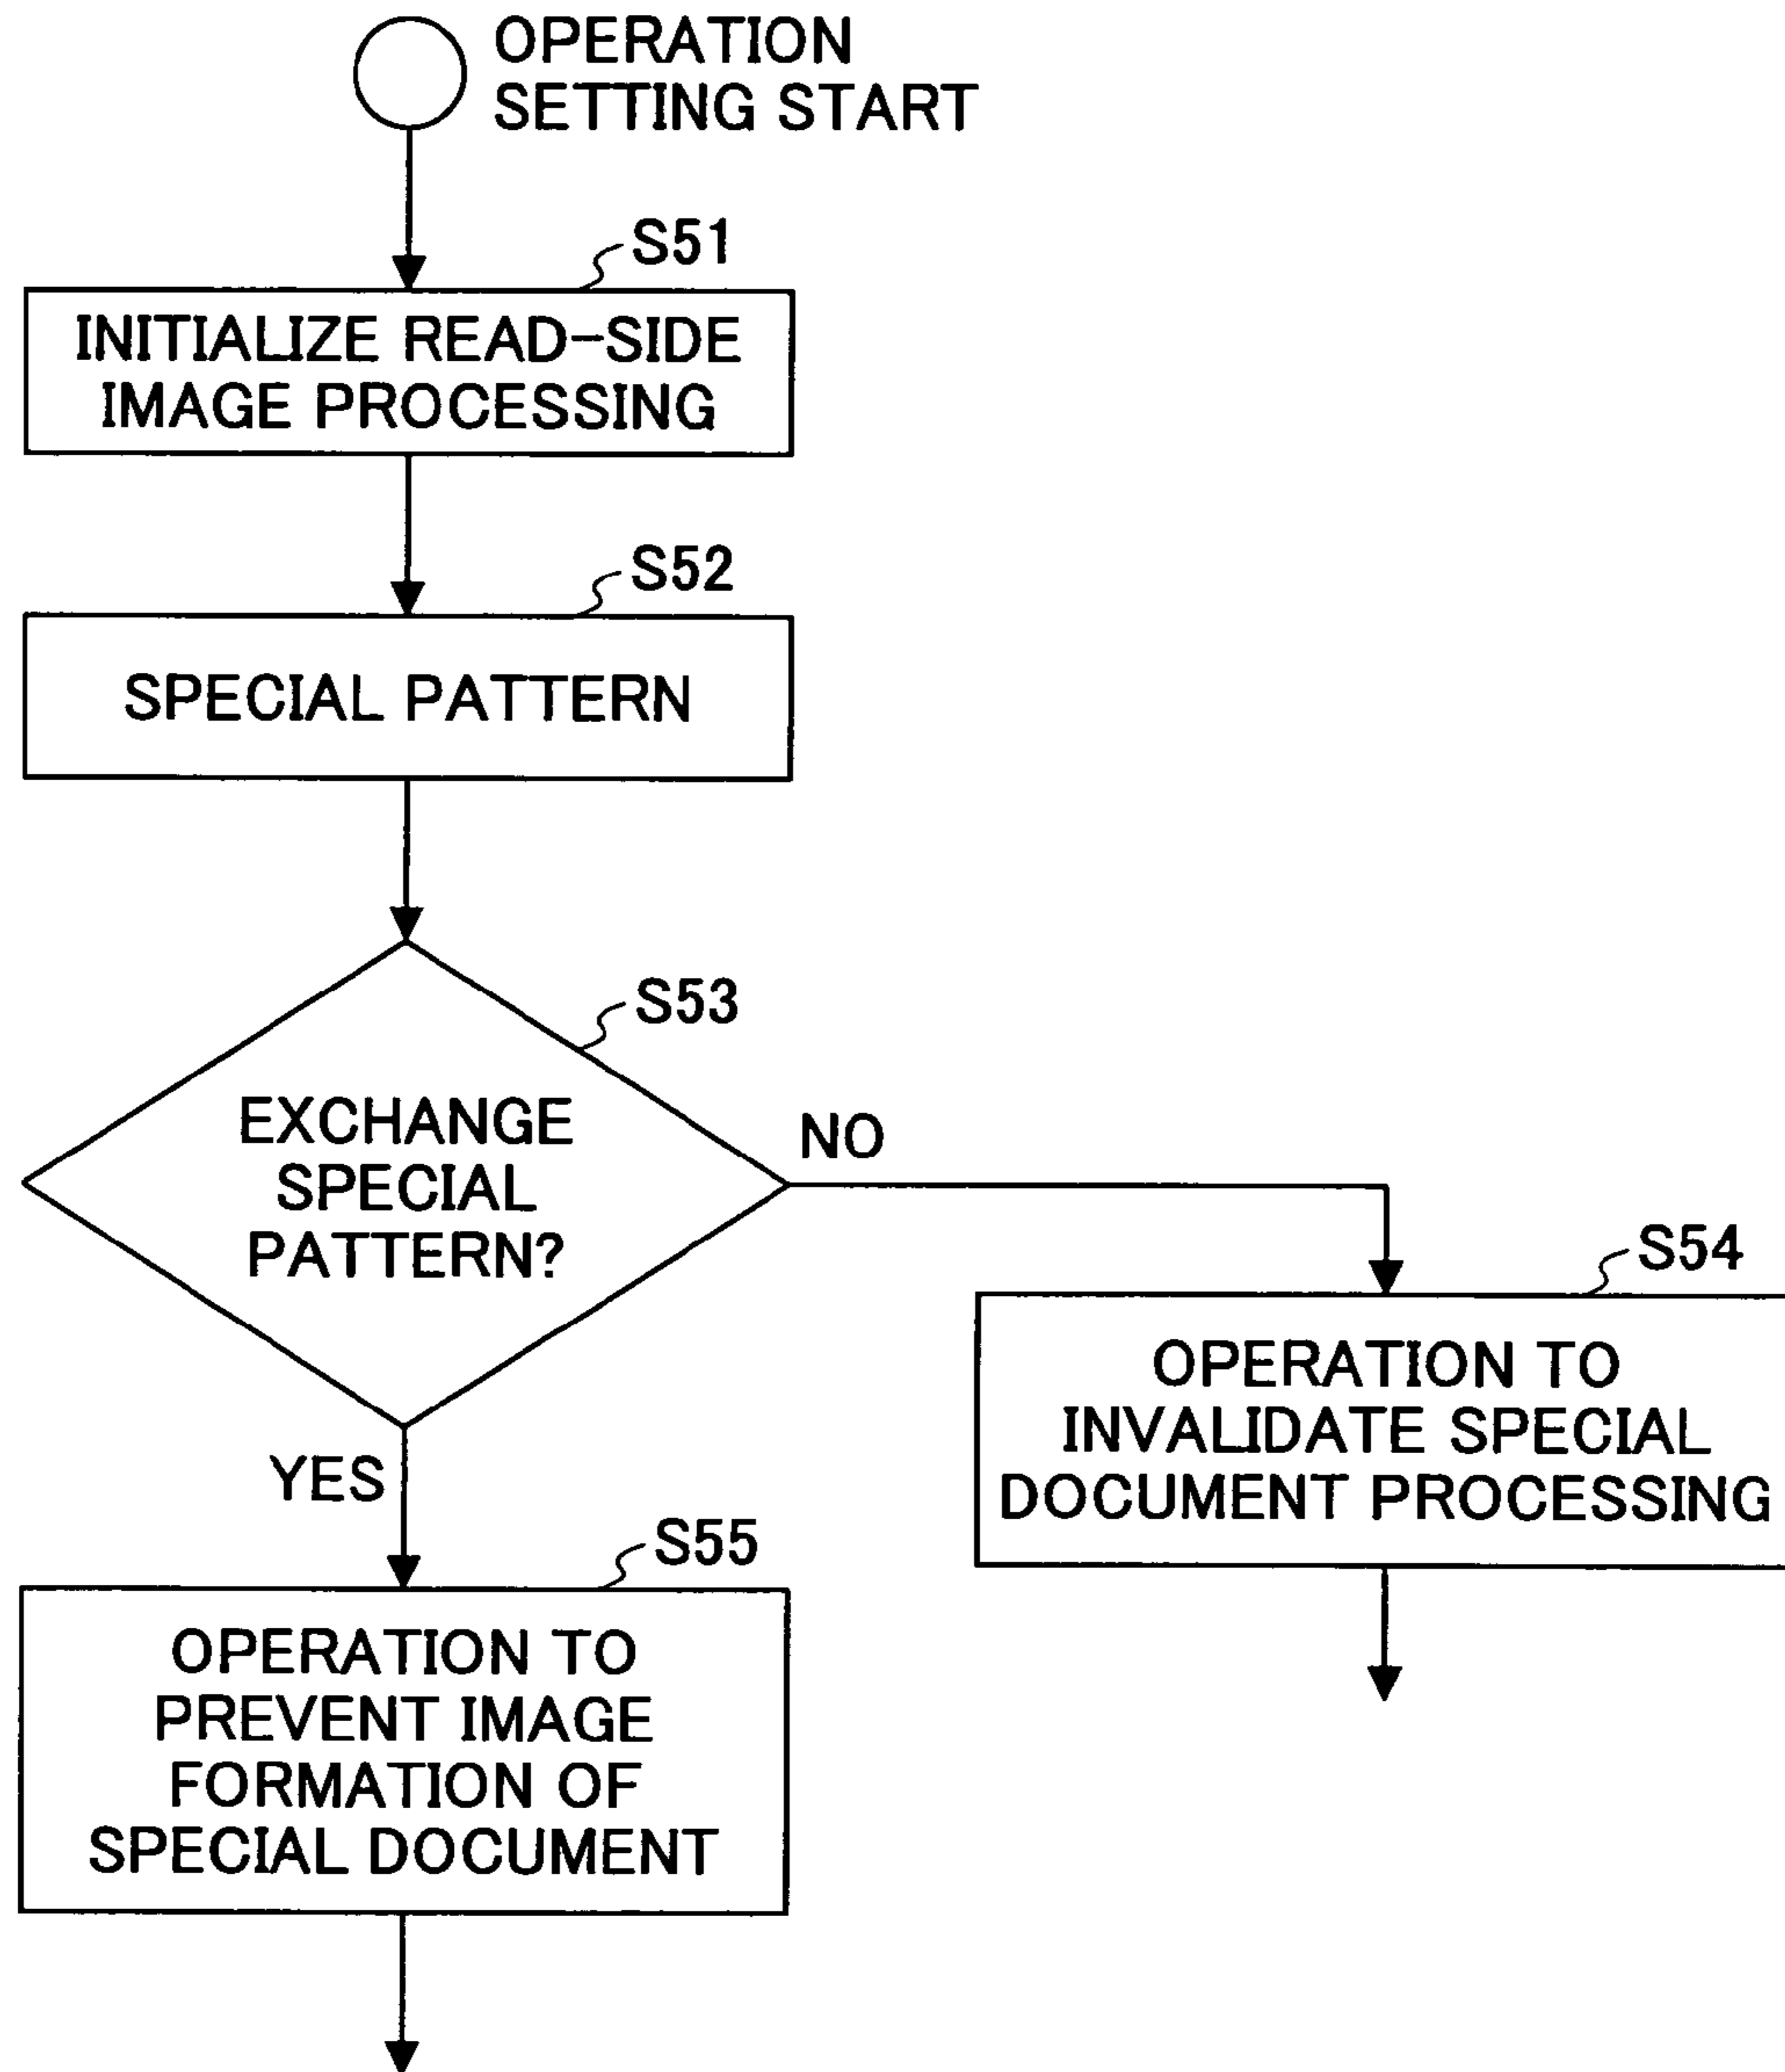 OPERATION
SETTING START
S51
INITIALIZE READ-SIDE
IMAGE PROCESSING
S52
SPECIAL PATTERN
S53
EXCHANGE
SPECIAL
PATTERN?
NO
YES
S54
OPERATION TO
INVALIDATE SPECIAL
DOCUMENT PROCESSING
S55
OPERATION TO
PREVENT IMAGE
FORMATION OF
SPECIAL DOCUMENT